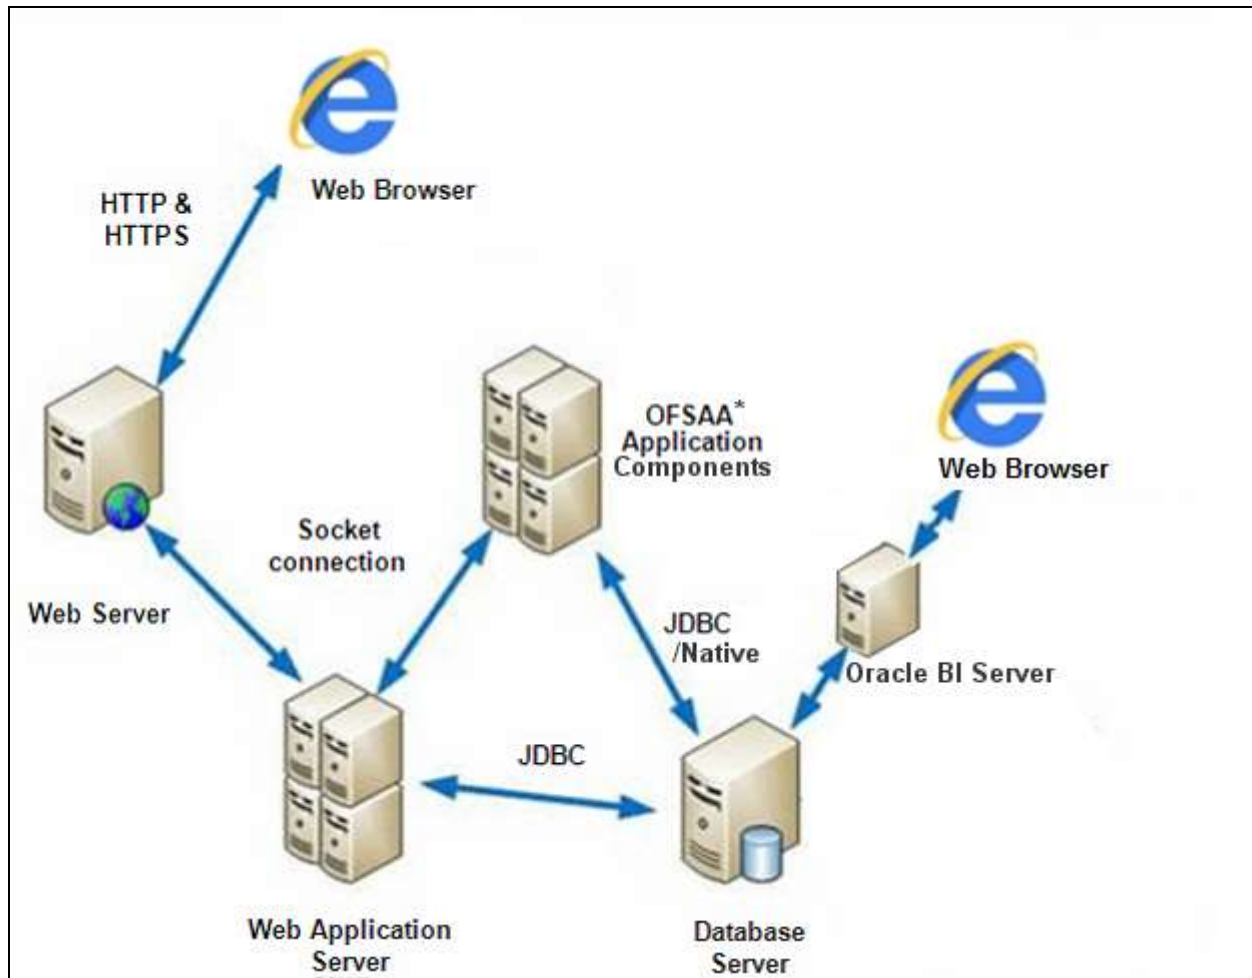 Web Browser
HTTP &
HTTPS
OFSAA*
Application
Components
Web Browser
Socket
connection
Web Server
JDBC
/Native
Oracle BI Server
JDBC
Web Application
Server
Database
Server